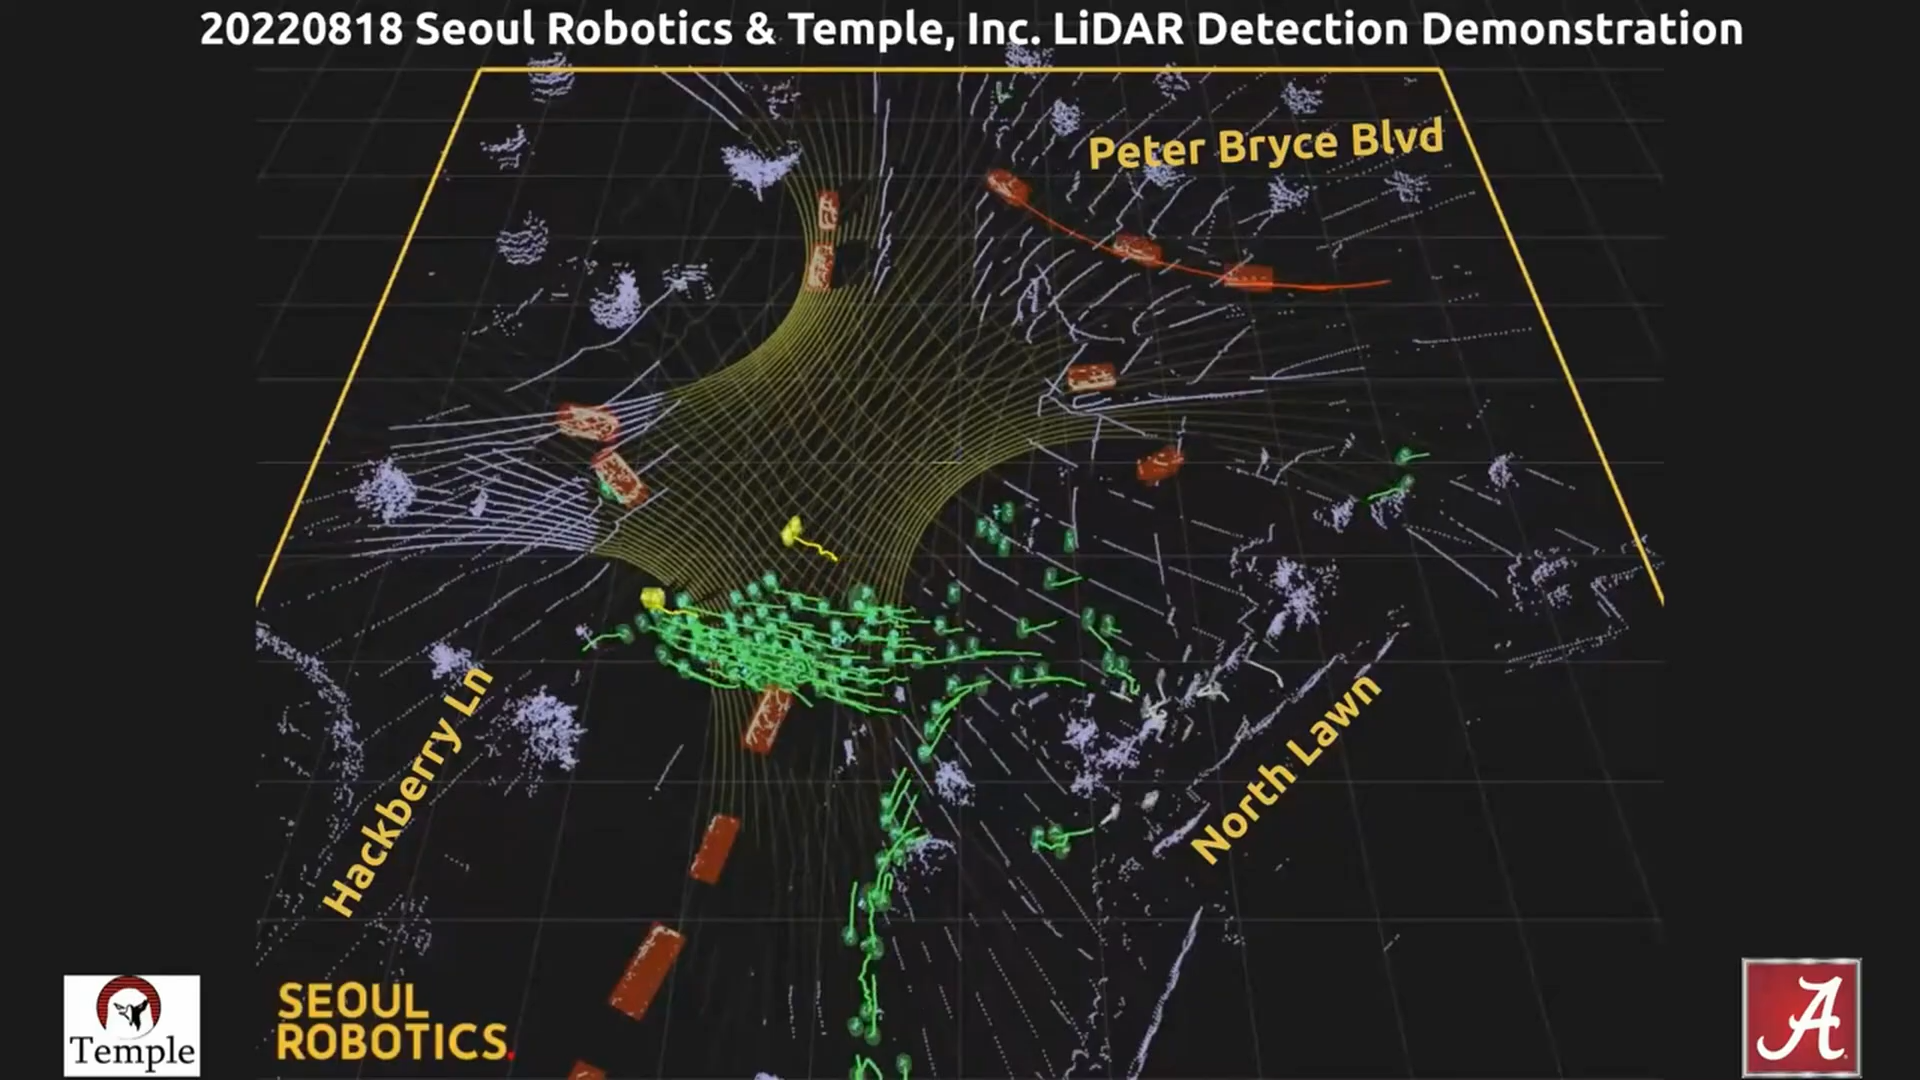 20220818 Seoul Robotics & Temple, Inc. LiDAR Detection Demonstration
Peter Bryce Blvd
Hackberry Ln
North Lawn
Temple
SEOUL
ROBOTICS.
A